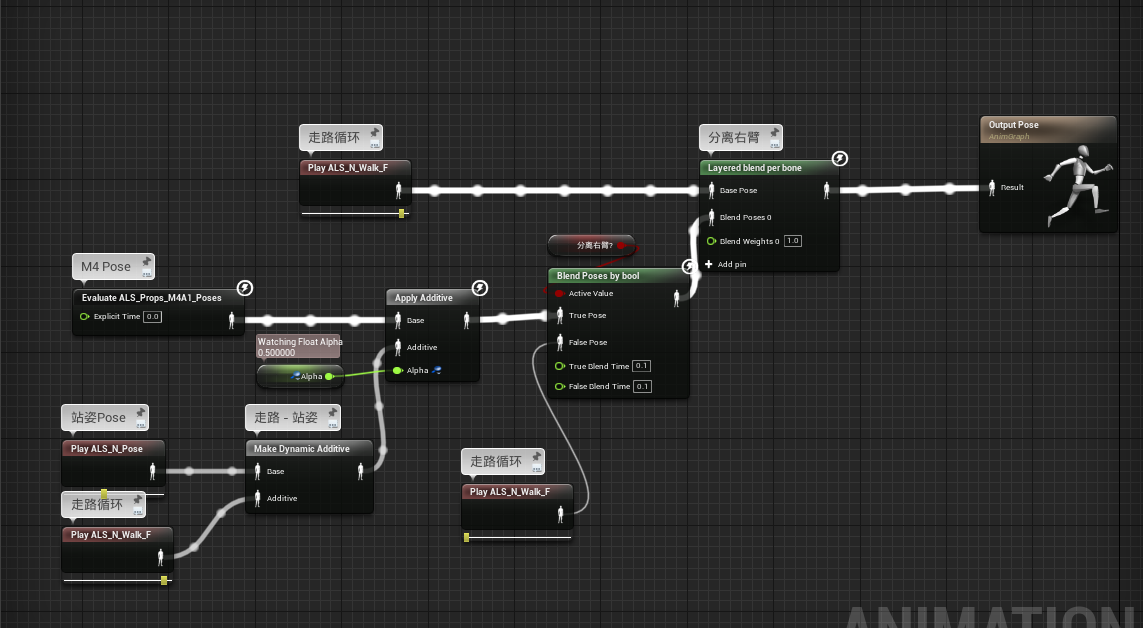 走路循环
Play ALS_N_Walk_F
分离右臂
Layered blend per bone
Base Pose
Blend Poses 0
Blend Weights 0 1.0
Add pin
Output Pose
AnimGraph
Result
M4 Pose
Evaluate ALS_Props_M4A1_Poses
Explicit Time 0.0
Watching Float Alpha
0.500000
Alpha
Apply Additive
Base
Additive
Alpha
分离右臂?
Blend Poses by bool
Active Value
True Pose
False Pose
True Blend Time 0.1
False Blend Time 0.1
站姿Pose
Play ALS_N_Pose
走路循环
Play ALS_N_Walk_F
走路 - 站姿
Make Dynamic Additive
Base
Additive
走路循环
Play ALS_N_Walk_F
ANIMATION